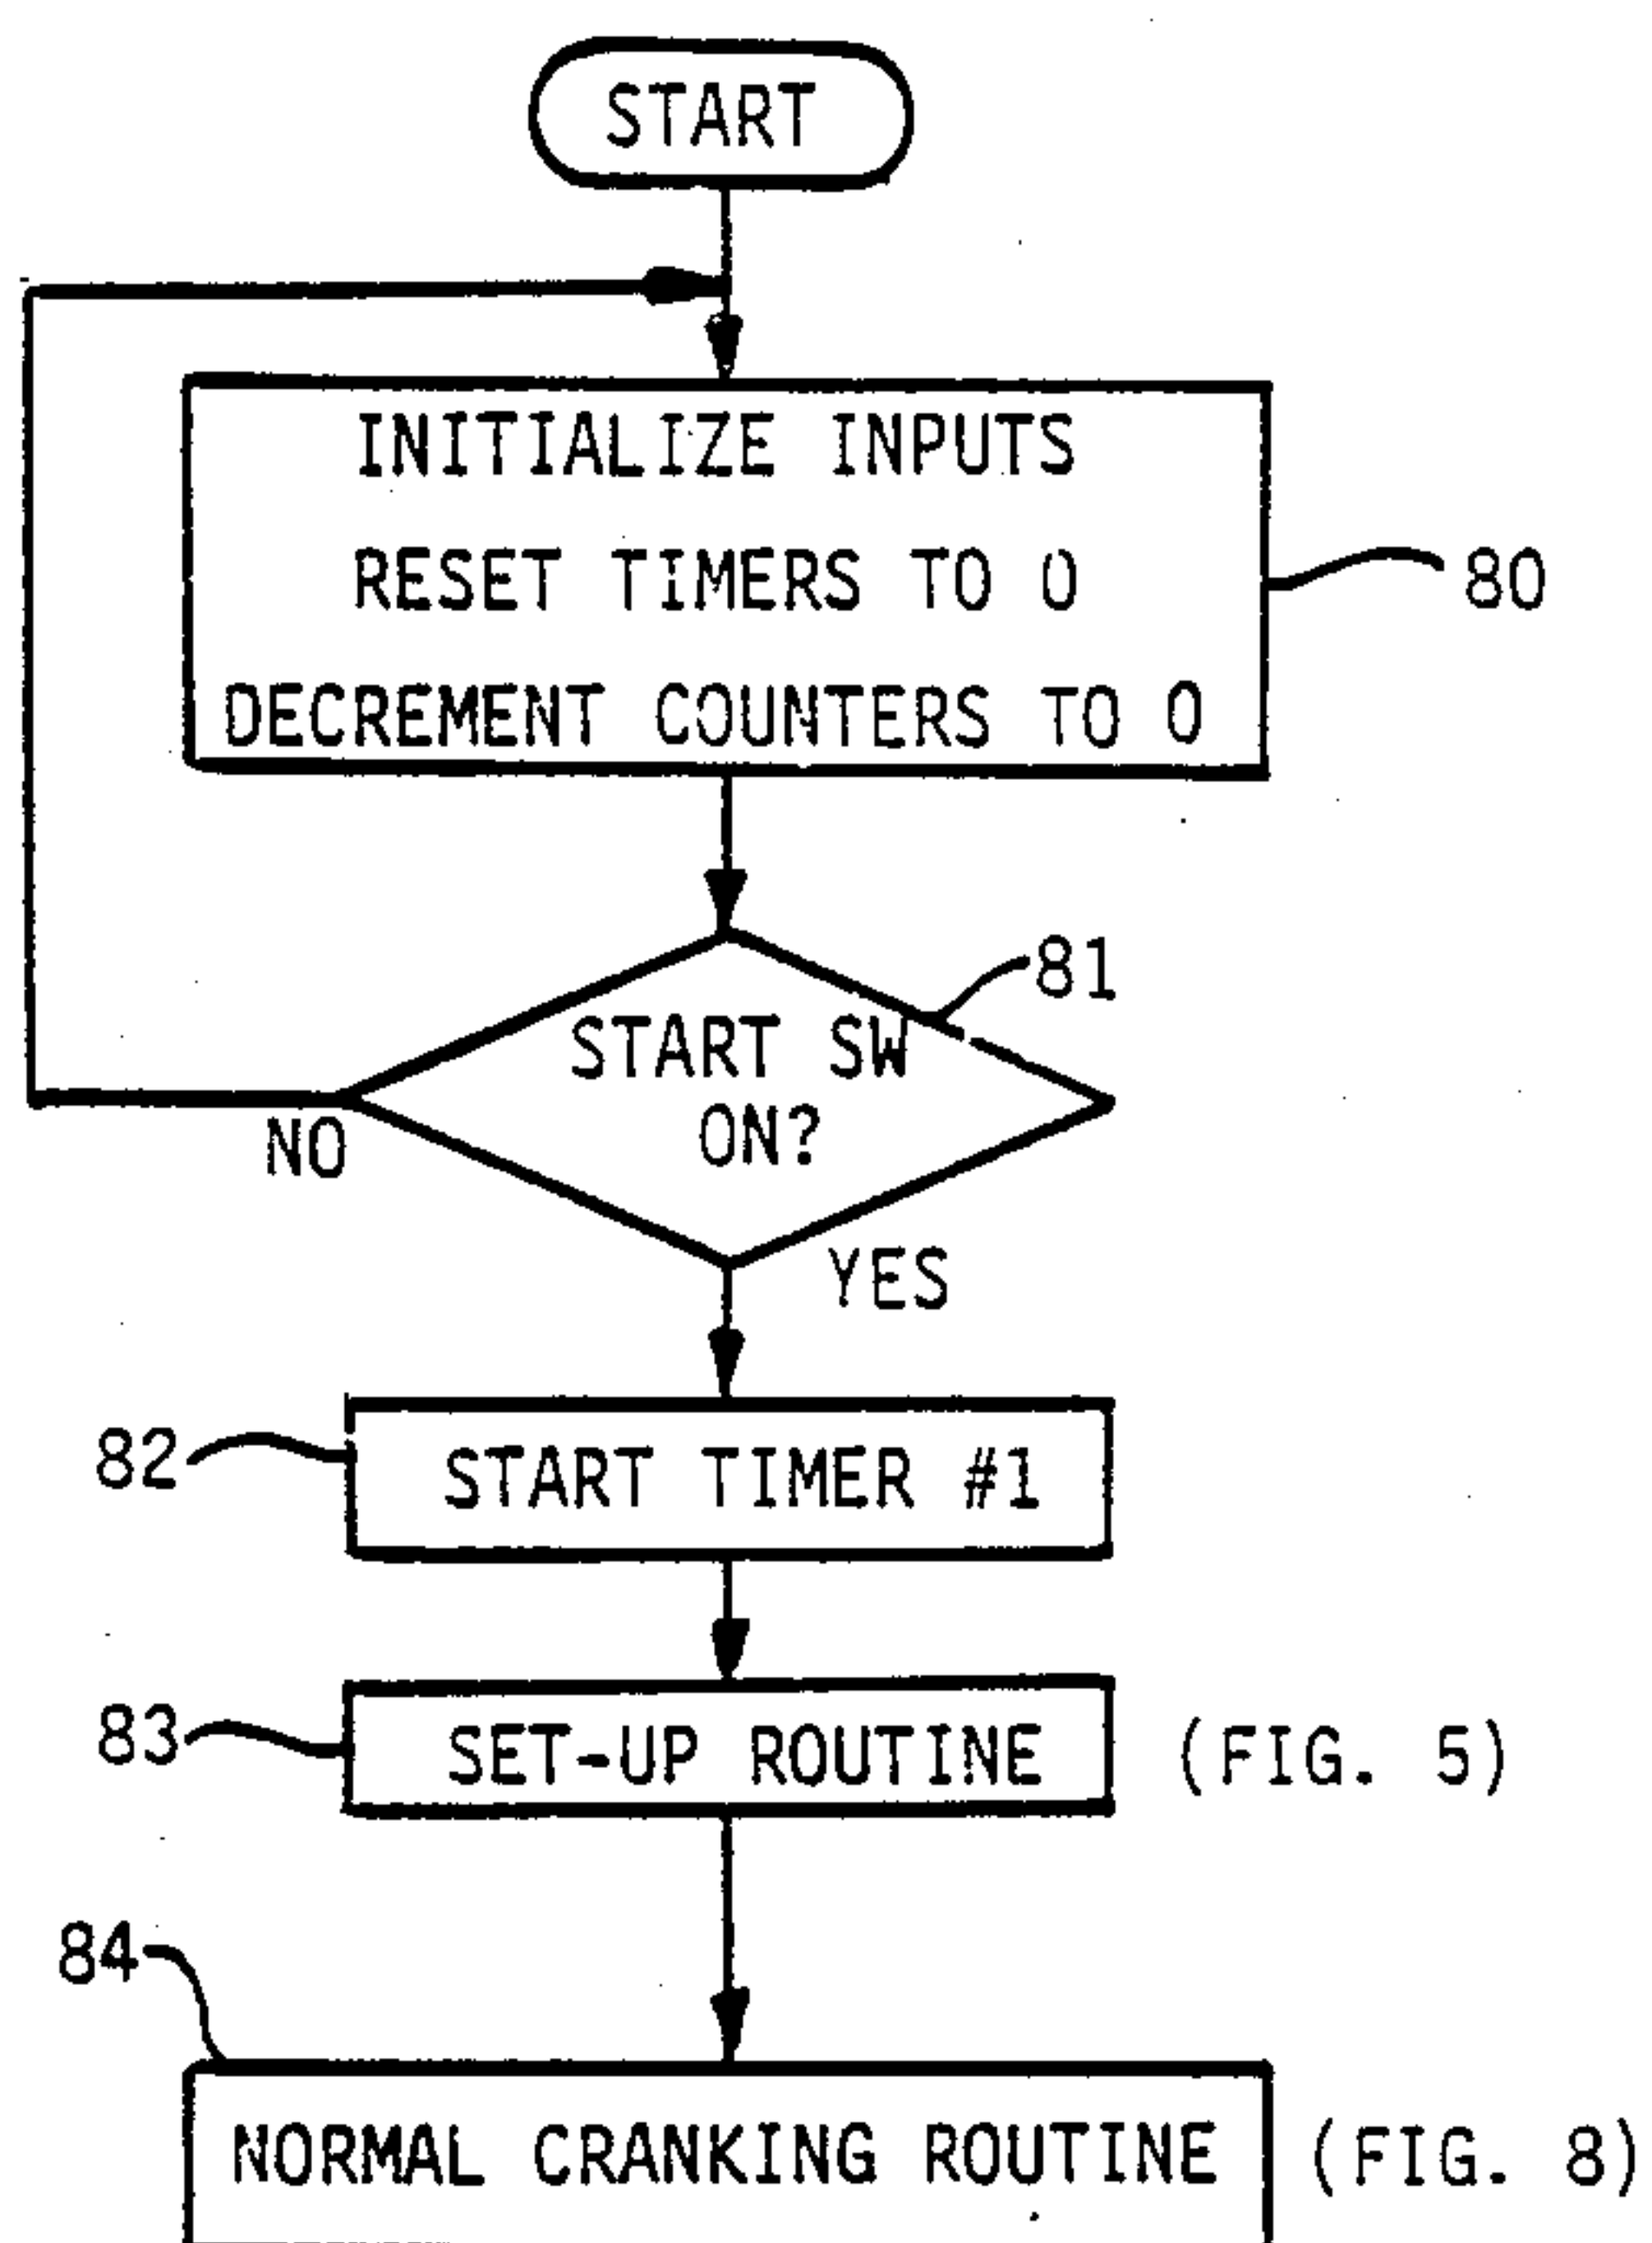 START
INITIALIZE INPUTS
RESET TIMERS TO 0
80
DECREMENT COUNTERS TO 0
81
START SW
ON?
NO
YES
82
START TIMER #1
83
SET-UP ROUTINE
(FIG. 5)
84
NORMAL CRANKING ROUTINE
(FIG. 8)